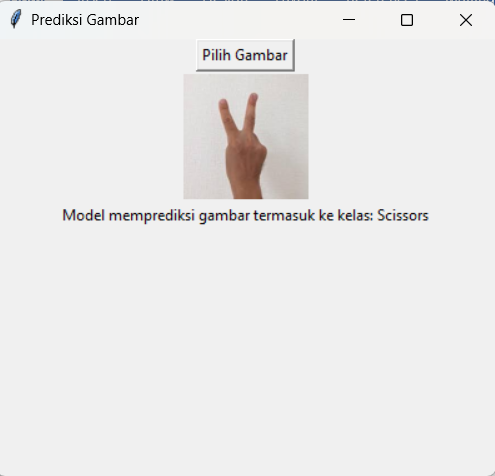 Prediksi Gambar
Pilih Gambar
Model memprediksi gambar termasuk ke kelas: Scissors